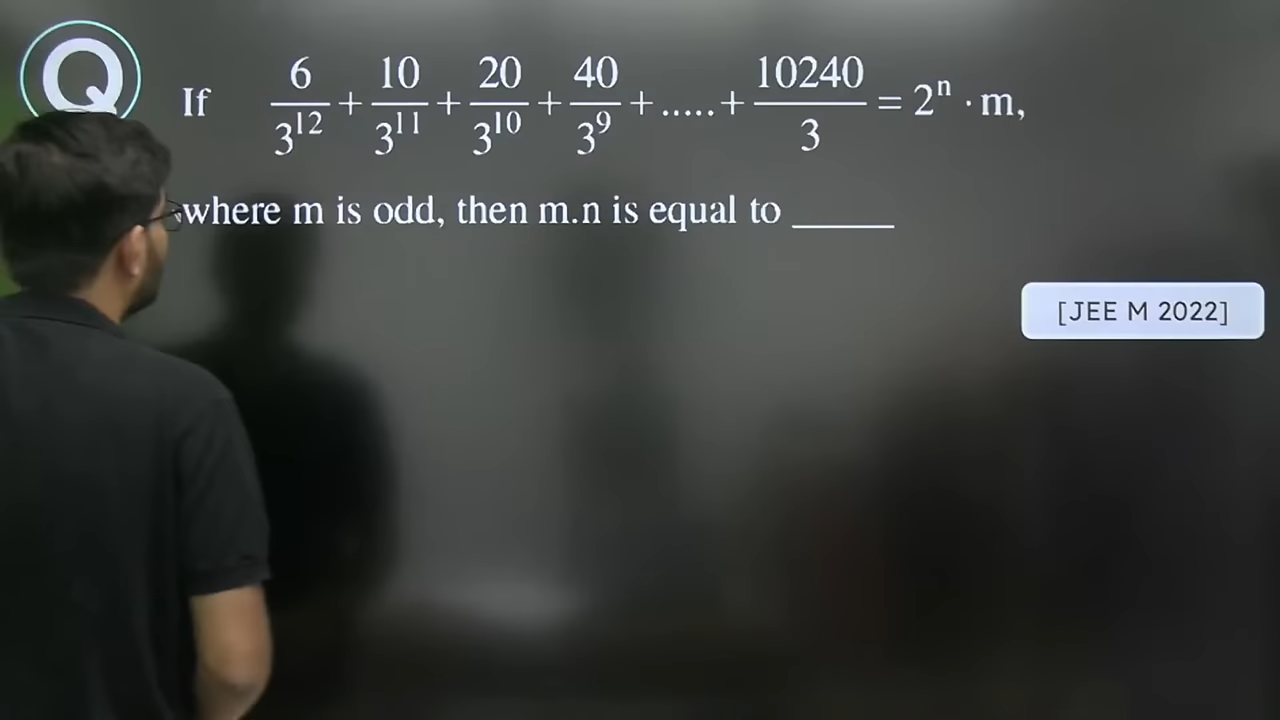 Q
If 6/3^12 + 10/3^11 + 20/3^10 + 40/3^9 + ..... + 10240/3 = 2^n · m,
where m is odd, then m.n is equal to ______
[JEE M 2022]